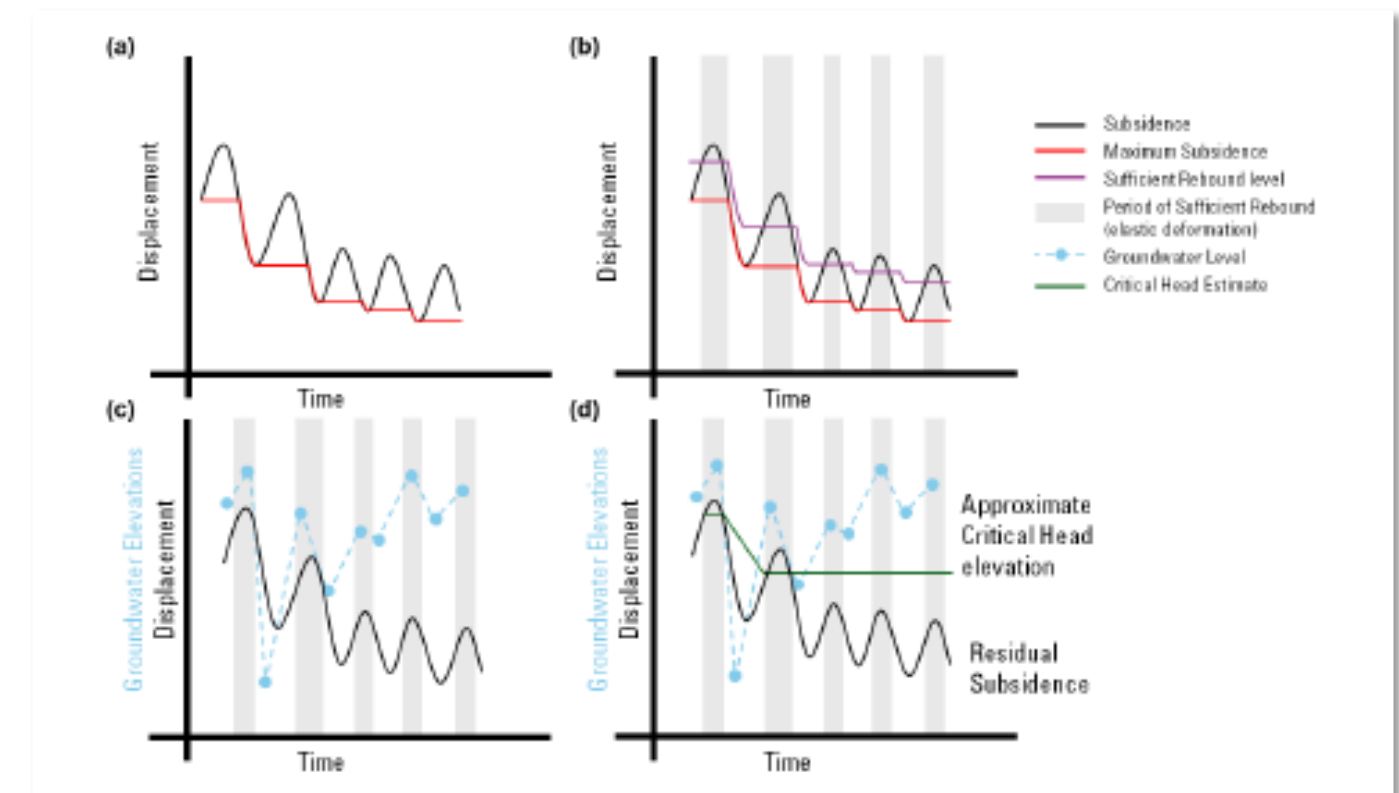 (a)
Displacement
Time
(b)
Displacement
Time
Subsidence
Maximum Subsidence
Sufficient Rebound level
Period of Sufficient Rebound
(elastic deformation)
Groundwater Level
Critical Head Estimate
(c)
Groundwater Elevations
Displacement
Time
(d)
Groundwater Elevations
Displacement
Time
Approximate
Critical Head
elevation
Residual
Subsidence